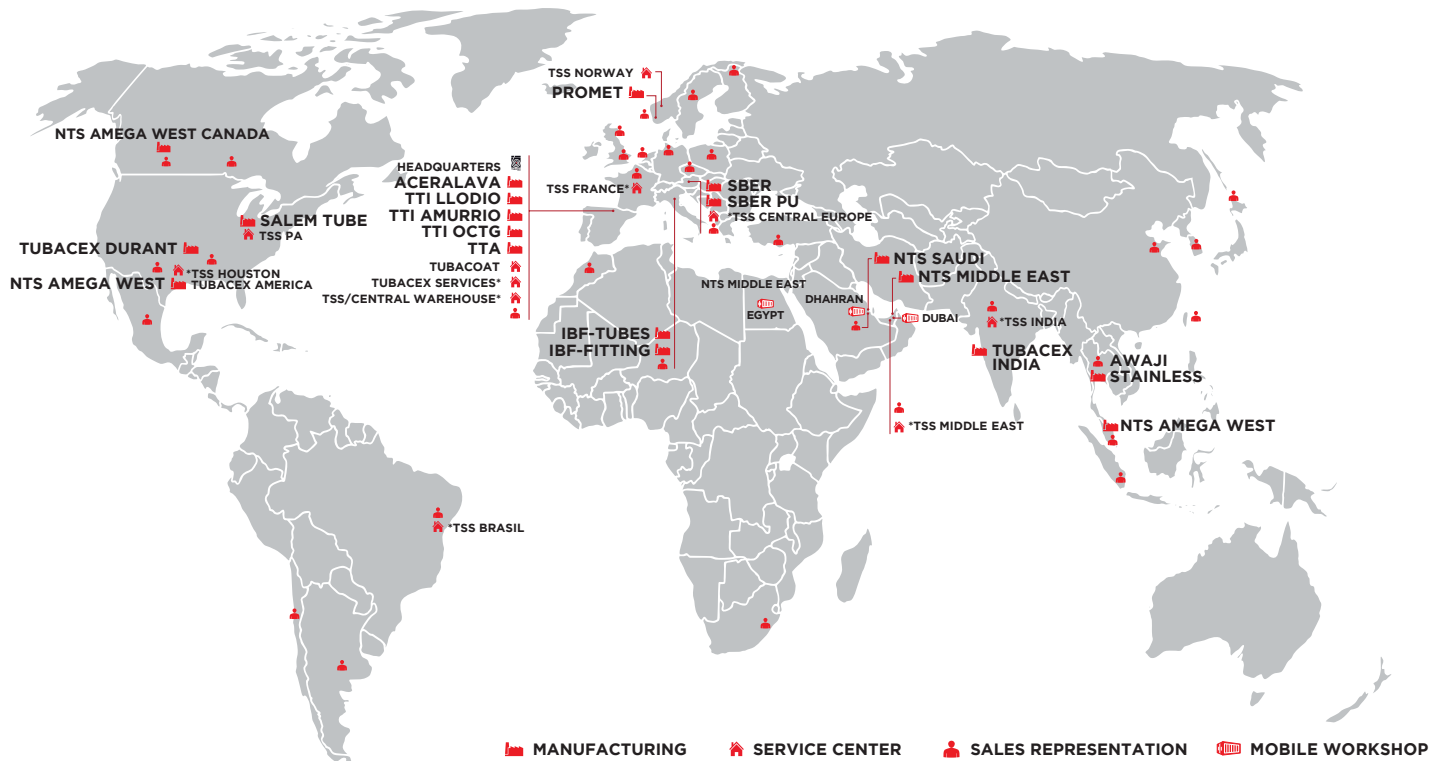 TSS NORWAY
PROMET
NTS AMEGA WEST CANADA
HEADQUARTERS
ACERALAVA
TTI LLODIO
TTI AMURRIO
TTI OCTG
TTA
TUBACOAT
TUBACEX SERVICES*
TSS/CENTRAL WAREHOUSE*
TSS FRANCE*
SBER
SBER PU
*TSS CENTRAL EUROPE
SALEM TUBE
TSS PA
TUBACEX DURANT
*TSS HOUSTON
NTS AMEGA WEST
TUBACEX AMERICA
NTS SAUDI
NTS MIDDLE EAST
NTS MIDDLE EAST
EGYPT
DHAHRAN
DUBAI
*TSS INDIA
TUBACEX
INDIA
IBF-TUBES
IBF-FITTING
AWAJI
STAINLESS
*TSS MIDDLE EAST
NTS AMEGA WEST
*TSS BRASIL
MANUFACTURING
SERVICE CENTER
SALES REPRESENTATION
MOBILE WORKSHOP